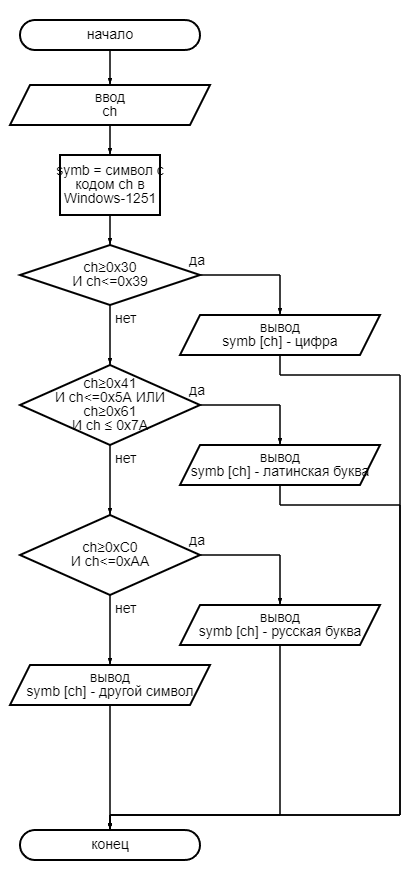 начало
ввод
ch
symb = символ с
кодом ch в
Windows-1251
ch≥0x30
И ch<=0x39
да
нет
вывод
symb [ch] - цифра
ch≥0x41
И ch<=0x5A ИЛИ
ch≥0x61
И ch ≤ 0x7A
да
нет
вывод
symb [ch] - латинская буква
ch≥0xC0
И ch<=0xAA
да
нет
вывод
symb [ch] - русская буква
вывод
symb [ch] - другой символ
конец